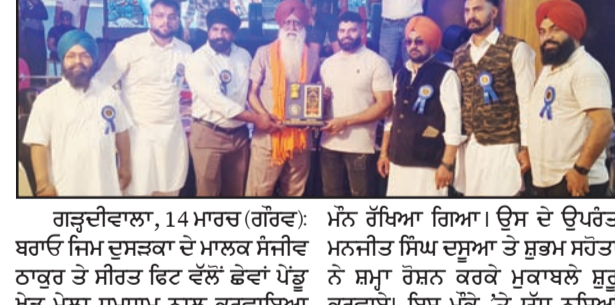 ਗੜ੍ਹਦੀਵਾਲਾ, 14 ਮਾਰਚ (ਗੌਰਵ):
ਬਰਾਓ ਜਿਮ ਦੁਸੜਕਾ ਦੇ ਮਾਲਕ ਸੰਜੀਵ
ਠਾਕੁਰ ਤੇ ਸੀਰਤ ਫਿਟ ਵੱਲੋਂ ਛੇਵਾਂ ਪੇਂਡੂ
ਮੌਨ ਰੱਖਿਆ ਗਿਆ। ਉਸ ਦੇ ਉਪਰੰਤ
ਮਨਜੀਤ ਸਿੰਘ ਦਸੂਆ ਤੇ ਸ਼ੁਭਮ ਸਹੋਤਾ
ਨੇ ਸ਼ਮ੍ਹਾ ਰੋਸ਼ਨ ਕਰਕੇ ਮੁਕਾਬਲੇ ਸ਼ੁਰੂ